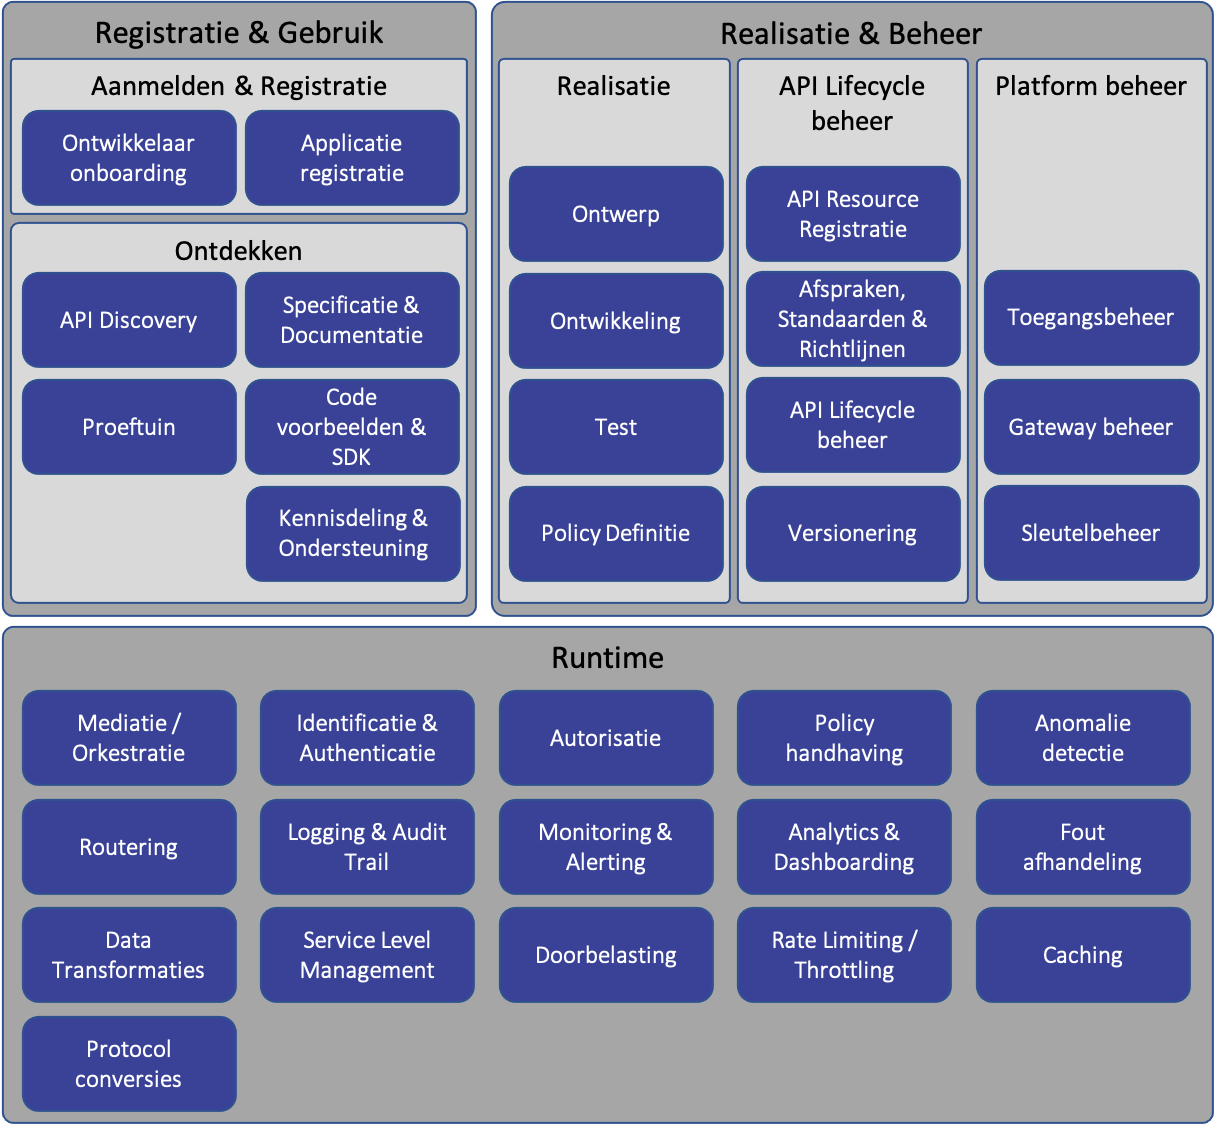 Registratie & Gebruik
Aanmelden & Registratie
Ontwikkelaar
onboarding
Applicatie
registratie
Ontdekken
API Discovery
Specificatie &
Documentatie
Proeftuin
Code
voorbeelden &
SDK
Kennisdeling &
Ondersteuning
Realisatie & Beheer
Realisatie
Ontwerp
Ontwikkeling
Test
Policy Definitie
API Lifecycle
beheer
API Resource
Registratie
Afspraken,
Standaarden &
Richtlijnen
API Lifecycle
beheer
Versionering
Platform beheer
Toegangsbeheer
Gateway beheer
Sleutelbeheer
Runtime
Mediatie /
Orkestratie
Identificatie &
Authenticatie
Autorisatie
Policy
handhaving
Anomalie
detectie
Routering
Logging & Audit
Trail
Monitoring &
Alerting
Analytics &
Dashboarding
Fout
afhandeling
Data
Transformaties
Service Level
Management
Doorbelasting
Rate Limiting /
Throttling
Caching
Protocol
conversies